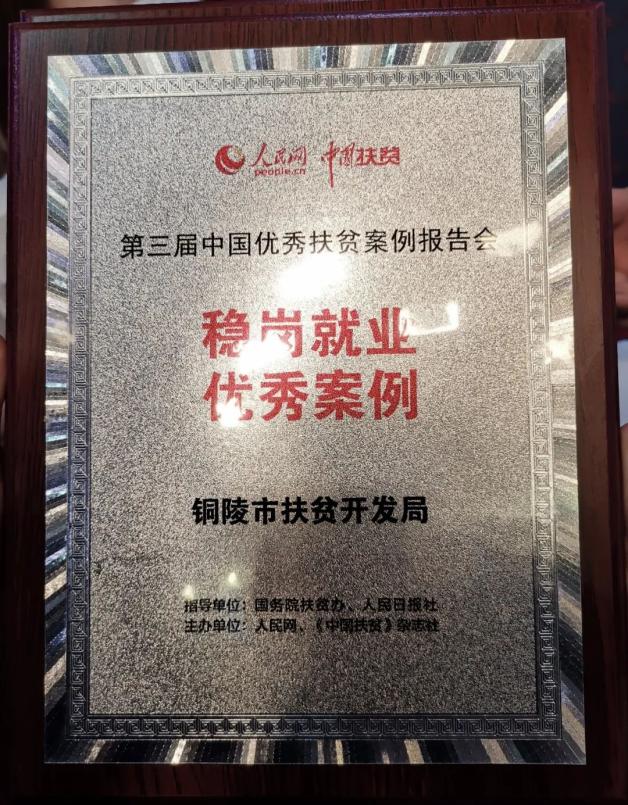 人民网 中国扶贫
people.cn
第三届中国优秀扶贫案例报告会
稳岗就业
优秀案例
铜陵市扶贫开发局
指导单位：国务院扶贫办、人民日报社
主办单位：人民网、《中国扶贫》杂志社